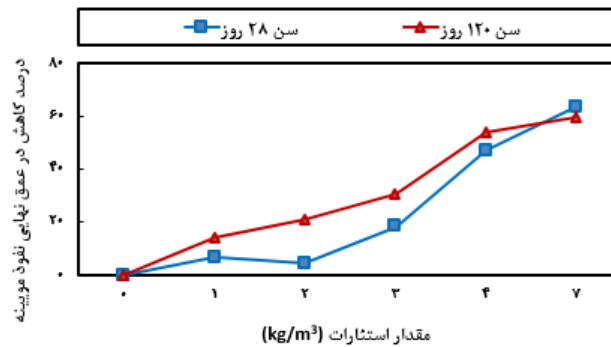 سن ۲۸ روز
سن ۱۲۰ روز
درصد کاهش در عمق نهایی نفوذ مویینه
۸۰
۶۰
۴۰
۲۰
۰
۰ ۱ ۲ ۳ ۴ ۷
مقدار استئارات (kg/m³)